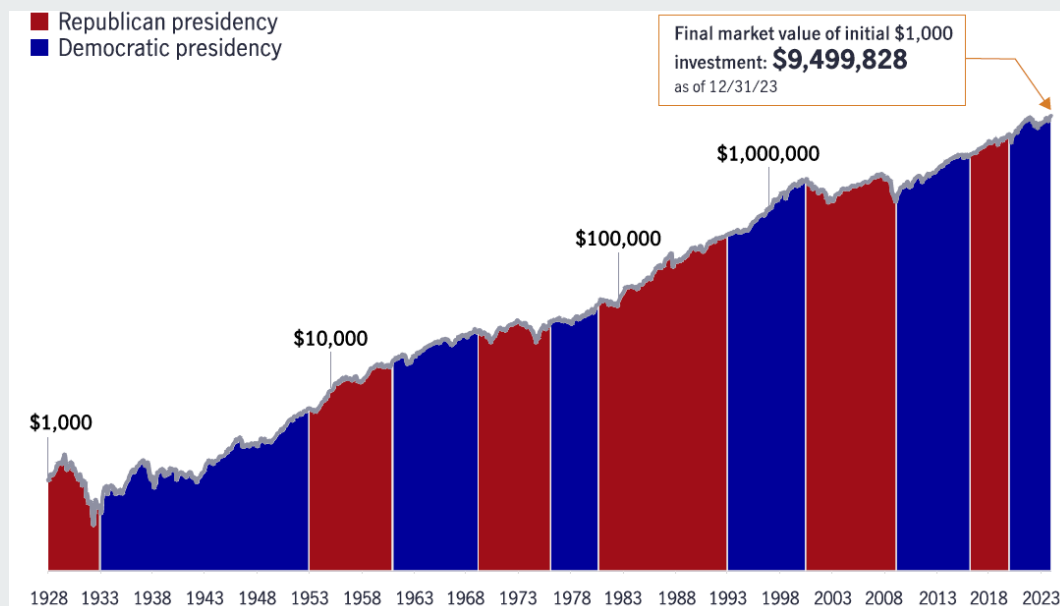 Republican presidency
Democratic presidency
Final market value of initial $1,000
investment: $9,499,828
as of 12/31/23
$1,000,000
$100,000
$10,000
$1,000
1928 1933 1938 1943 1948 1953 1958 1963 1968 1973 1978 1983 1988 1993 1998 2003 2008 2013 2018 2023